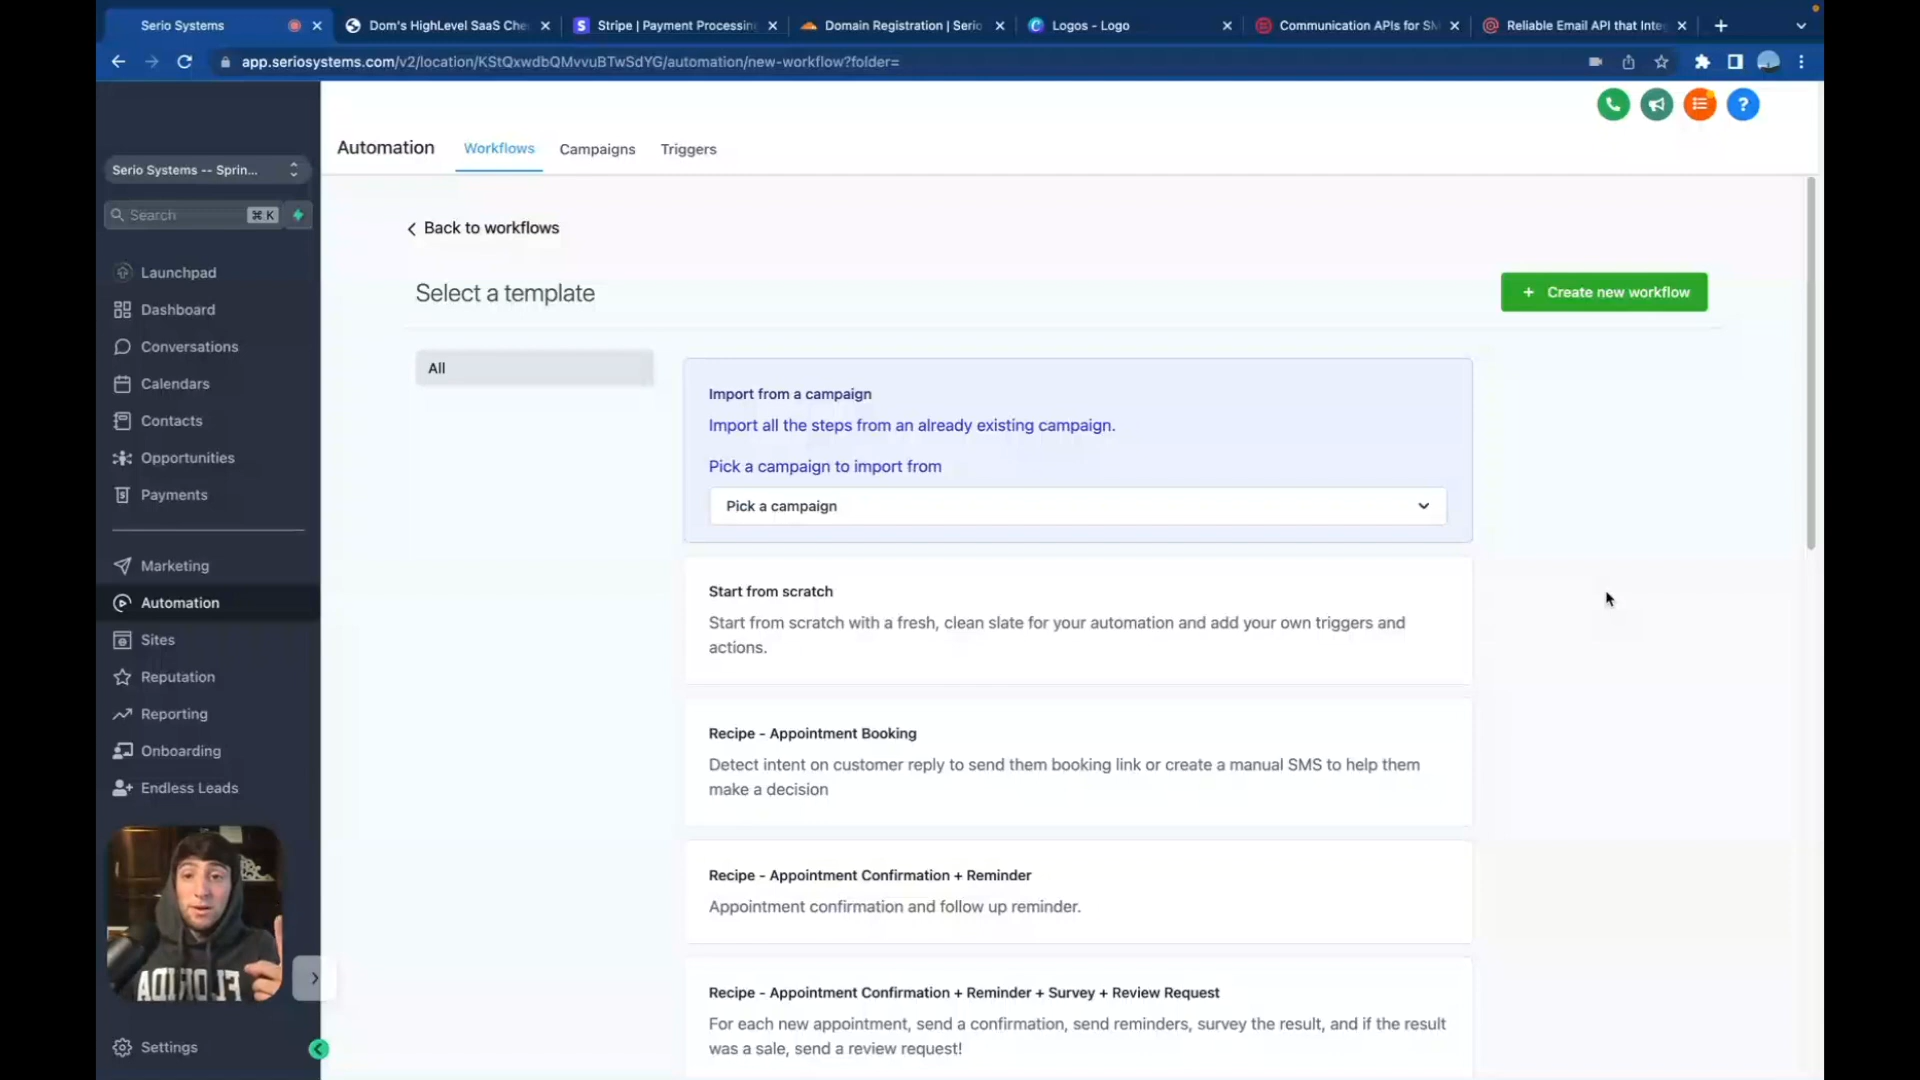 Serio Systems
Dom's HighLevel SaaS Che
Stripe | Payment Processin
Domain Registration | Serio
Logos - Logo
Communication APIs for SM
Reliable Email API that Integ
app.seriosystems.com/v2/location/KStQxwdbQMvvuBTwSdYG/automation/new-workflow?folder=
Serio Systems -- Sprin...
Search
⌘ K
Launchpad
Dashboard
Conversations
Calendars
Contacts
Opportunities
Payments
Marketing
Automation
Sites
Reputation
Reporting
Onboarding
Endless Leads
FLORIDA
Settings
Automation
Workflows
Campaigns
Triggers
Back to workflows
Select a template
+ Create new workflow
All
Import from a campaign
Import all the steps from an already existing campaign.
Pick a campaign to import from
Pick a campaign
Start from scratch
Start from scratch with a fresh, clean slate for your automation and add your own triggers and
actions.
Recipe - Appointment Booking
Detect intent on customer reply to send them booking link or create a manual SMS to help them
make a decision
Recipe - Appointment Confirmation + Reminder
Appointment confirmation and follow up reminder.
Recipe - Appointment Confirmation + Reminder + Survey + Review Request
For each new appointment, send a confirmation, send reminders, survey the result, and if the result
was a sale, send a review request!